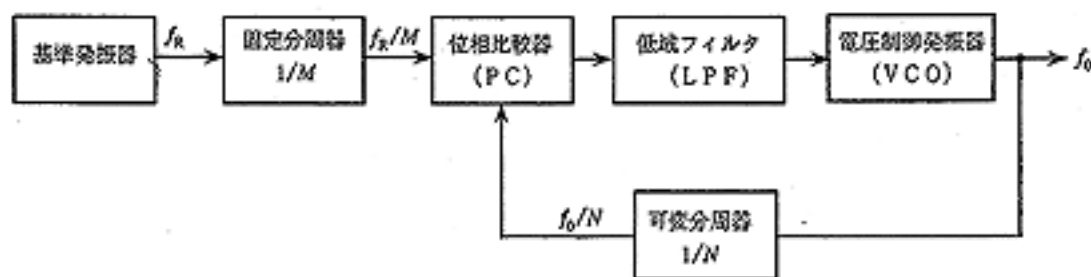 基準発振器
f_R
固定分周器
1/M
f_R/M
位相比較器
(PC)
低域フィルタ
(LPF)
電圧制御発振器
(VCO)
f_0
f_0/N
可変分周器
1/N